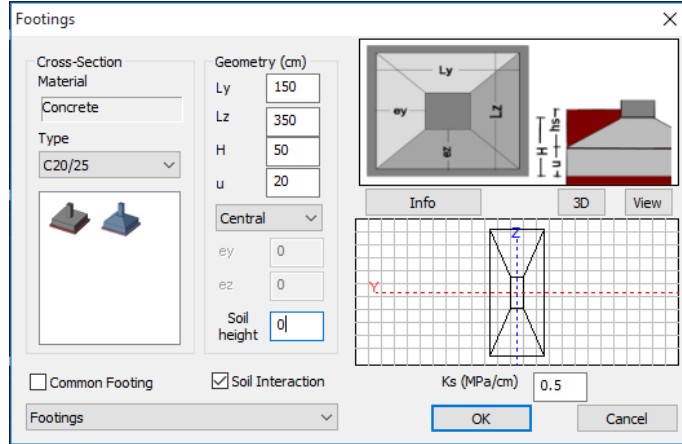 Footings
Cross-Section
Material
Concrete
Type
C20/25
Geometry (cm)
Ly 150
Lz 350
H 50
u 20
Central
ey 0
ez 0
Soil
height 0
Ly
ey
Lz
ez
hs
H
u
Info 3D View
Z
Y
Common Footing
Soil Interaction
Ks (MPa/cm) 0.5
Footings
OK Cancel